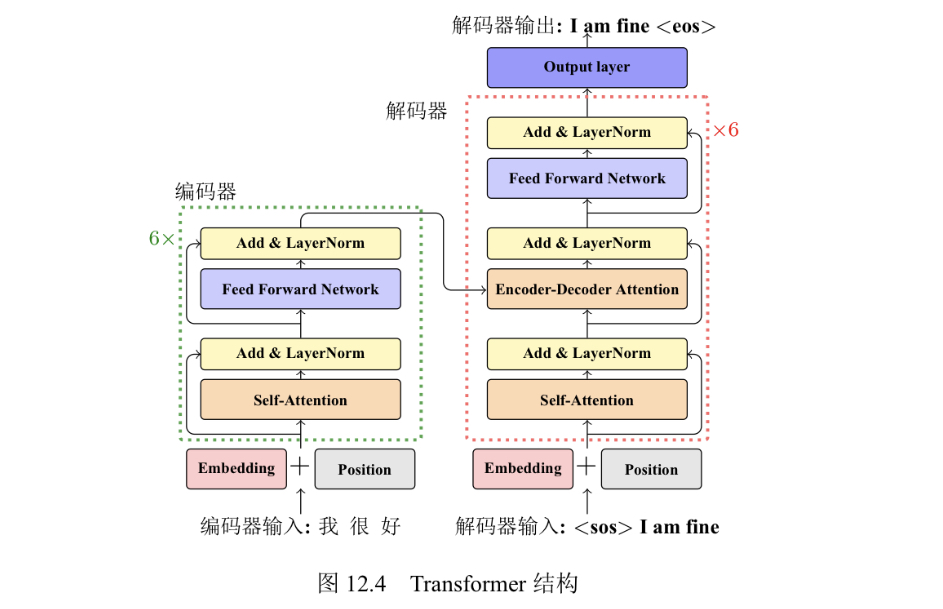 解码器输出: I am fine <eos>
Output layer
解码器
Add & LayerNorm
×6
Feed Forward Network
编码器
6×
Add & LayerNorm
Add & LayerNorm
Feed Forward Network
Encoder-Decoder Attention
Add & LayerNorm
Add & LayerNorm
Self-Attention
Self-Attention
Embedding + Position
Embedding + Position
编码器输入: 我 很 好
解码器输入: <sos> I am fine
图 12.4 Transformer 结构